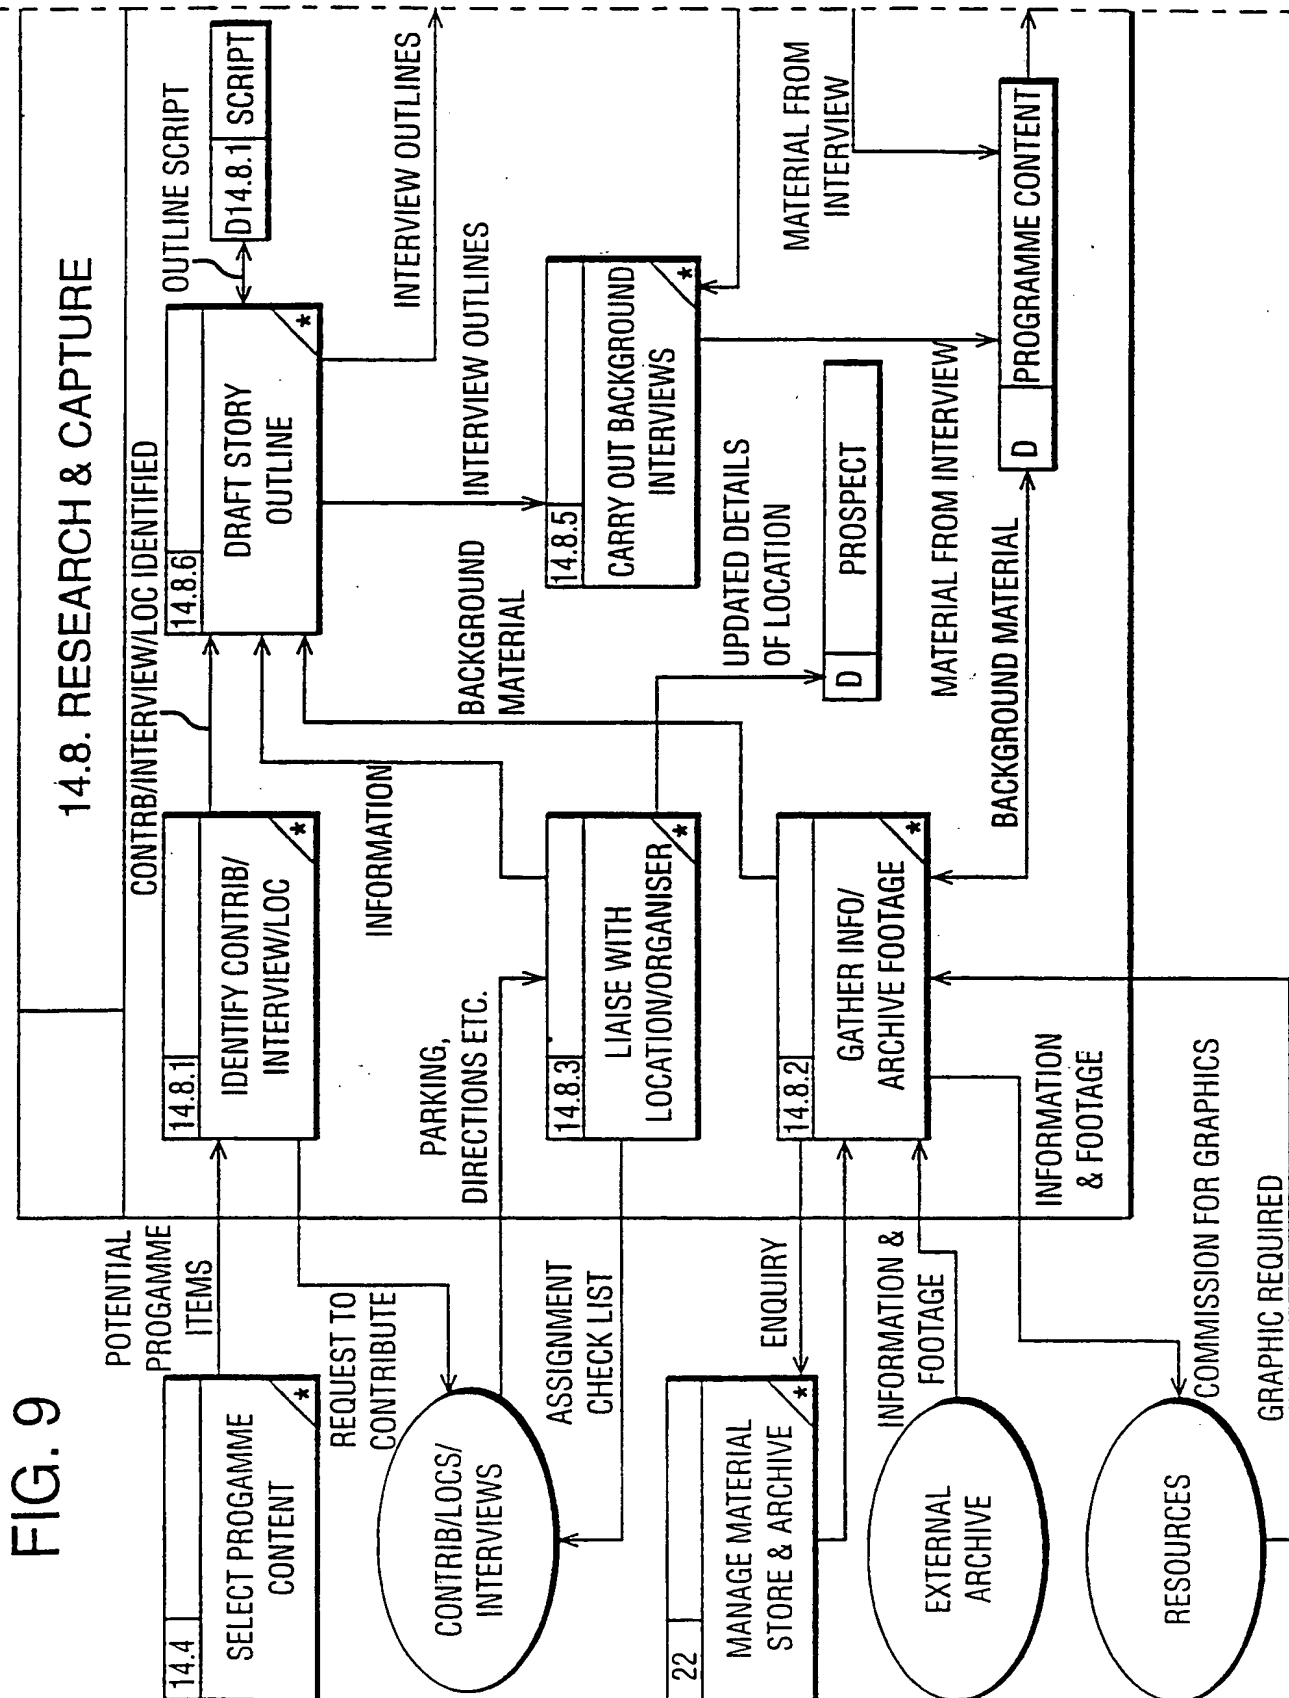 FIG. 9
14.8. RESEARCH & CAPTURE
14.4
SELECT PROGAMME
CONTENT
*
POTENTIAL
PROGAMME
ITEMS
14.8.1
IDENTIFY CONTRIB/
INTERVIEW/LOC
*
CONTRB/INTERVIEW/LOC IDENTIFIED
14.8.6
DRAFT STORY
OUTLINE
*
OUTLINE SCRIPT
D14.8.1
SCRIPT
REQUEST TO
CONTRIBUTE
INFORMATION
INTERVIEW OUTLINES
CONTRIB/LOCS/
INTERVIEWS
PARKING,
DIRECTIONS ETC.
BACKGROUND
MATERIAL
INTERVIEW OUTLINES
ASSIGNMENT
CHECK LIST
14.8.3
LIAISE WITH
LOCATION/ORGANISER
*
14.8.5
CARRY OUT BACKGROUND
INTERVIEWS
*
UPDATED DETAILS
OF LOCATION
D
PROSPECT
MATERIAL FROM
INTERVIEW
22
MANAGE MATERIAL
STORE & ARCHIVE
*
ENQUIRY
14.8.2
GATHER INFO/
ARCHIVE FOOTAGE
*
MATERIAL FROM INTERVIEW
BACKGROUND MATERIAL
D
PROGRAMME CONTENT
INFORMATION &
FOOTAGE
EXTERNAL
ARCHIVE
INFORMATION
& FOOTAGE
RESOURCES
COMMISSION FOR GRAPHICS
GRAPHIC REQUIRED